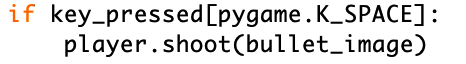 if key_pressed[pygame.K_SPACE]:
    player.shoot(bullet_image)